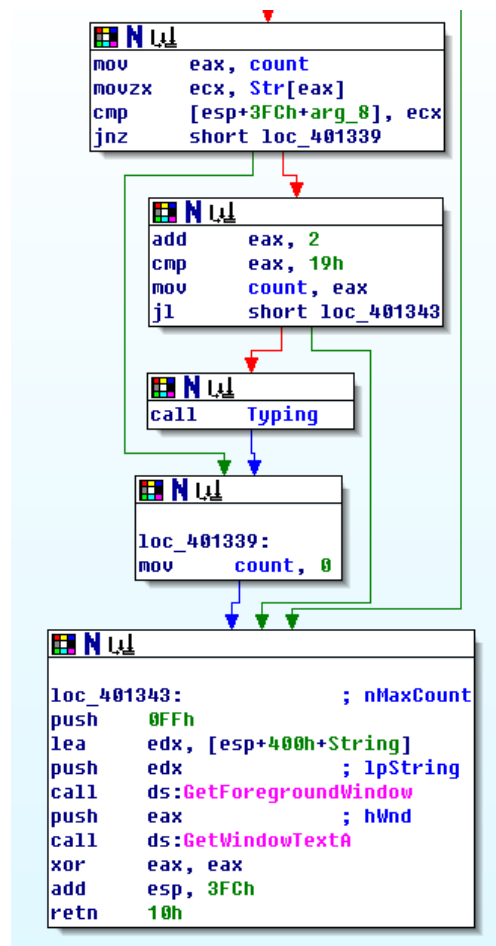 N
mov eax, count
movzx ecx, Str[eax]
cmp [esp+3FCh+arg_8], ecx
jnz short loc_401339
N
add eax, 2
cmp eax, 19h
mov count, eax
jl short loc_401343
N
call Typing
N
loc_401339:
mov count, 0
N
loc_401343: ; nMaxCount
push 0FFh
lea edx, [esp+400h+String]
push edx ; lpString
call ds:GetForegroundWindow
push eax ; hWnd
call ds:GetWindowTextA
xor eax, eax
add esp, 3FCh
retn 10h